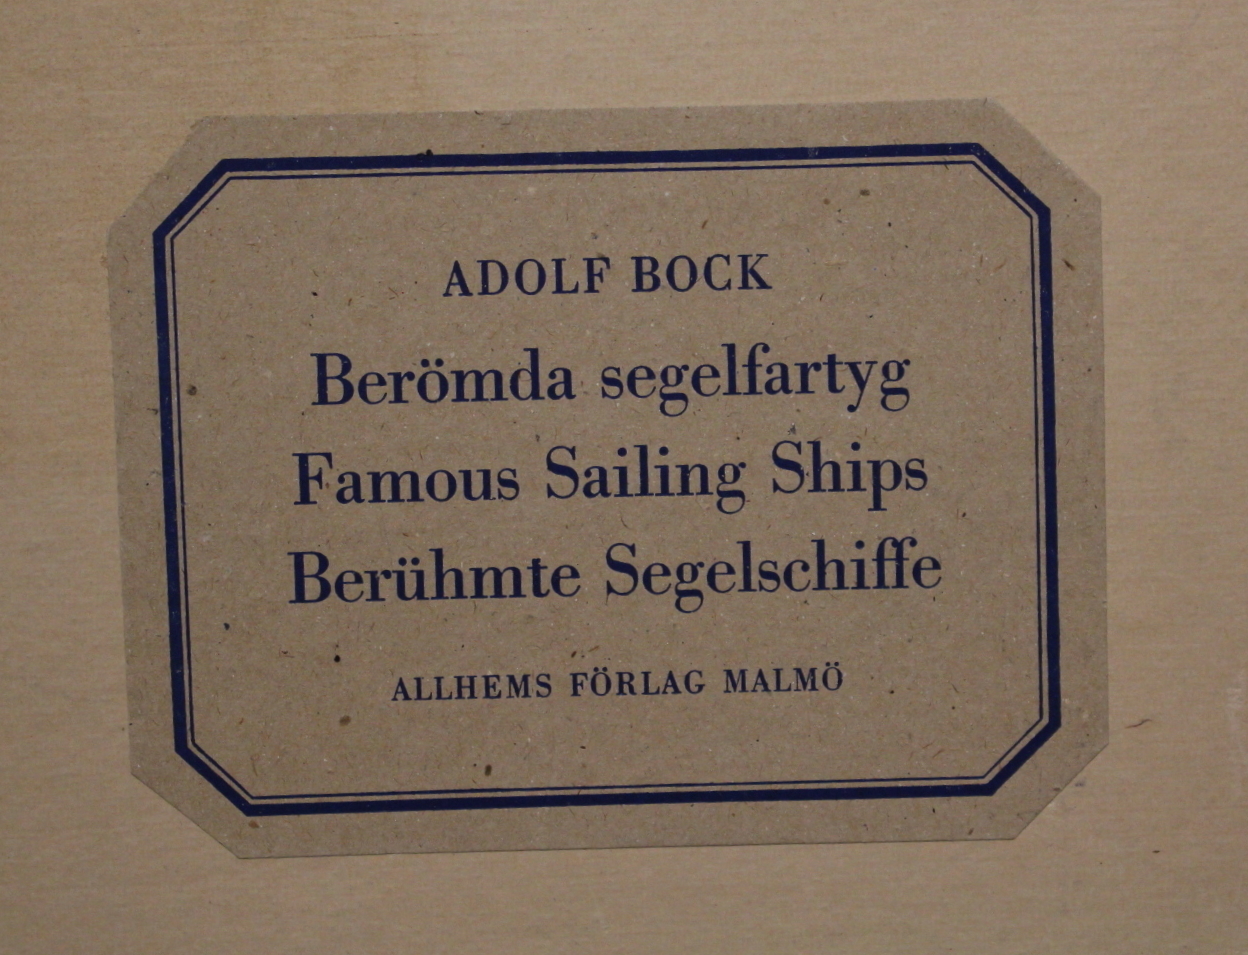 ADOLF BOCK
Berömda segelfartyg
Famous Sailing Ships
Berühmte Segelschiffe
ALLHEMS FÖRLAG MALMÖ